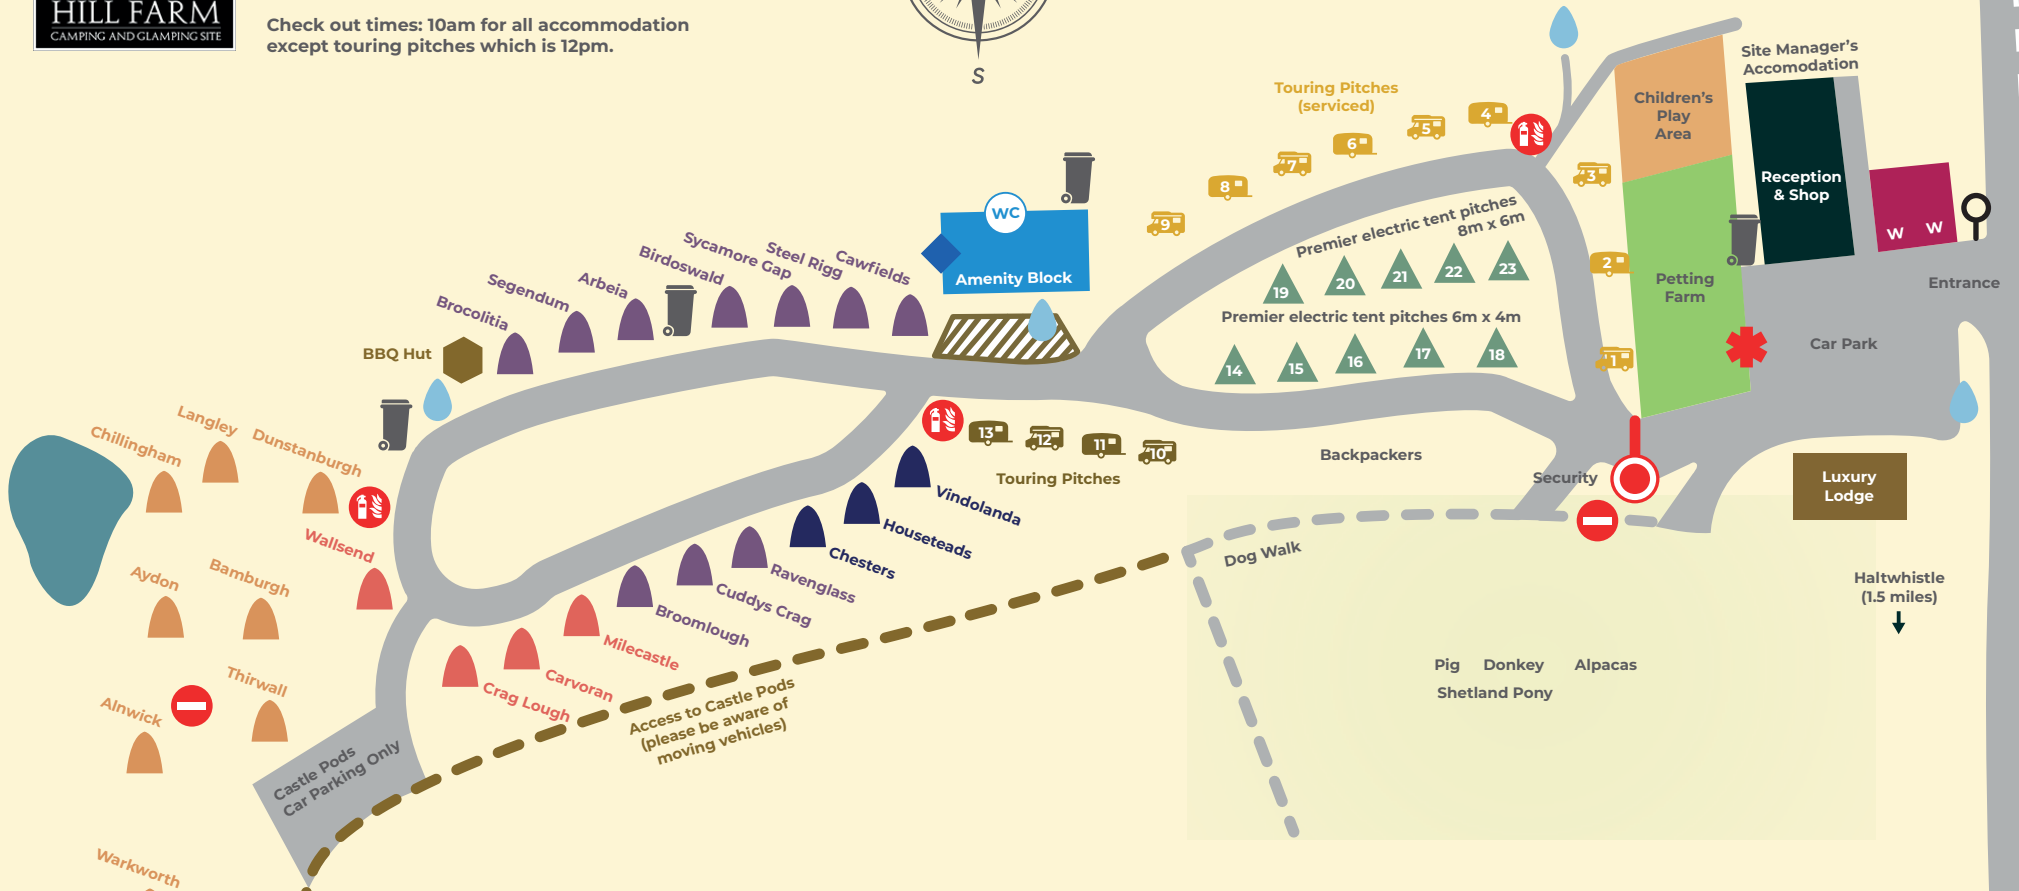 HILL FARM
CAMPING AND GLAMPING SITE
Check out times: 10am for all accommodation
except touring pitches which is 12pm.
S
Touring Pitches
(serviced)
4
5
6
7
8
9
3
2
1
Children's
Play
Area
Site Manager's
Accomodation
Reception
& Shop
W W
Entrance
Petting
Farm
Car Park
Premier electric tent pitches
8m x 6m
19
20
21
22
23
Premier electric tent pitches 6m x 4m
14
15
16
17
18
WC
Amenity Block
Cawfields
Steel Rigg
Sycamore Gap
Birdoswald
Arbeia
Segendum
Brocolitia
BBQ Hut
13
12
11
10
Touring Pitches
Backpackers
Security
Luxury
Lodge
Langley
Chillingham
Dunstanburgh
Wallsend
Aydon
Bamburgh
Thirwall
Alnwick
Warkworth
Vindolanda
Houseteads
Chesters
Ravenglass
Cuddys Crag
Broomlough
Milecastle
Carvoran
Crag Lough
Castle Pods
Car Parking Only
Access to Castle Pods
(please be aware of
moving vehicles)
Dog Walk
Haltwhistle
(1.5 miles)
Pig Donkey Alpacas
Shetland Pony